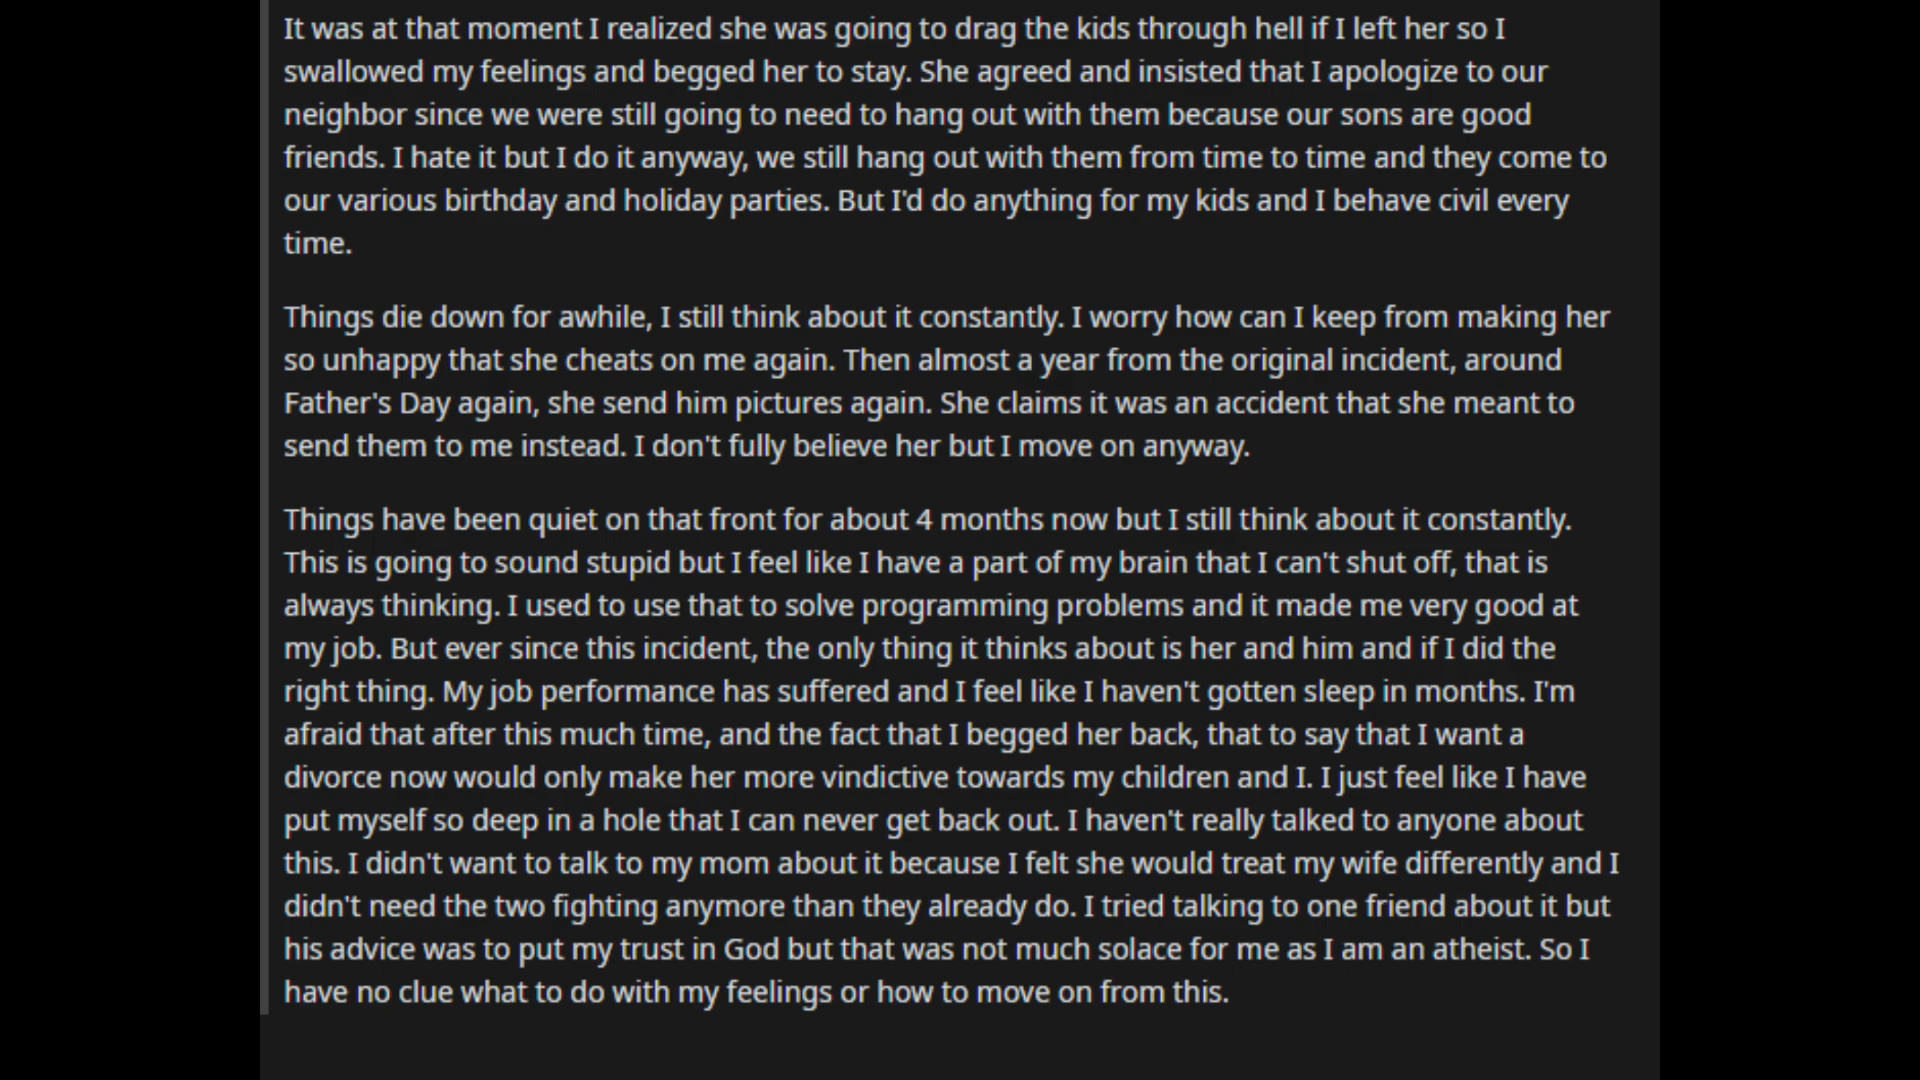 It was at that moment I realized she was going to drag the kids through hell if I left her so I
swallowed my feelings and begged her to stay. She agreed and insisted that I apologize to our
neighbor since we were still going to need to hang out with them because our sons are good
friends. I hate it but I do it anyway, we still hang out with them from time to time and they come to
our various birthday and holiday parties. But I'd do anything for my kids and I behave civil every
time.
Things die down for awhile, I still think about it constantly. I worry how can I keep from making her
so unhappy that she cheats on me again. Then almost a year from the original incident, around
Father's Day again, she send him pictures again. She claims it was an accident that she meant to
send them to me instead. I don't fully believe her but I move on anyway.
Things have been quiet on that front for about 4 months now but I still think about it constantly.
This is going to sound stupid but I feel like I have a part of my brain that I can't shut off, that is
always thinking. I used to use that to solve programming problems and it made me very good at
my job. But ever since this incident, the only thing it thinks about is her and him and if I did the
right thing. My job performance has suffered and I feel like I haven't gotten sleep in months. I'm
afraid that after this much time, and the fact that I begged her back, that to say that I want a
divorce now would only make her more vindictive towards my children and I. I just feel like I have
put myself so deep in a hole that I can never get back out. I haven't really talked to anyone about
this. I didn't want to talk to my mom about it because I felt she would treat my wife differently and I
didn't need the two fighting anymore than they already do. I tried talking to one friend about it but
his advice was to put my trust in God but that was not much solace for me as I am an atheist. So I
have no clue what to do with my feelings or how to move on from this.